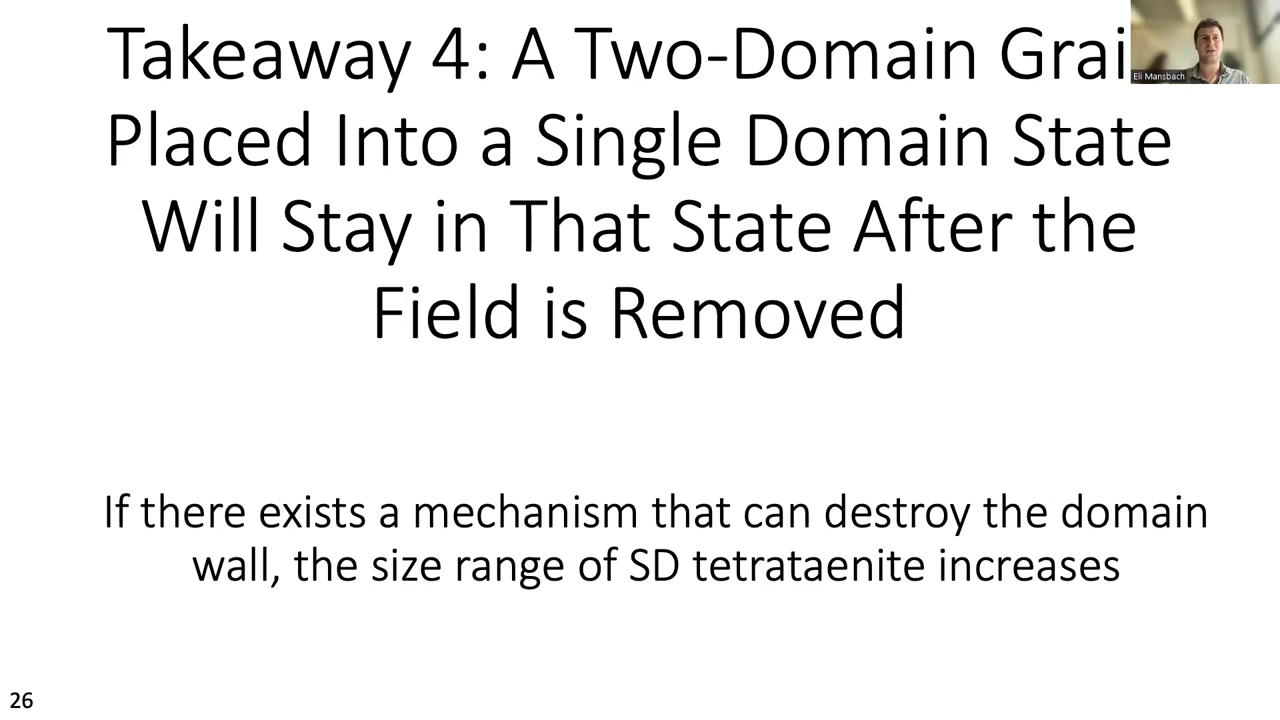 Takeaway 4: A Two-Domain Grai
Placed Into a Single Domain State
Will Stay in That State After the
Field is Removed
Eli Mansbach
If there exists a mechanism that can destroy the domain
wall, the size range of SD tetrataenite increases
26